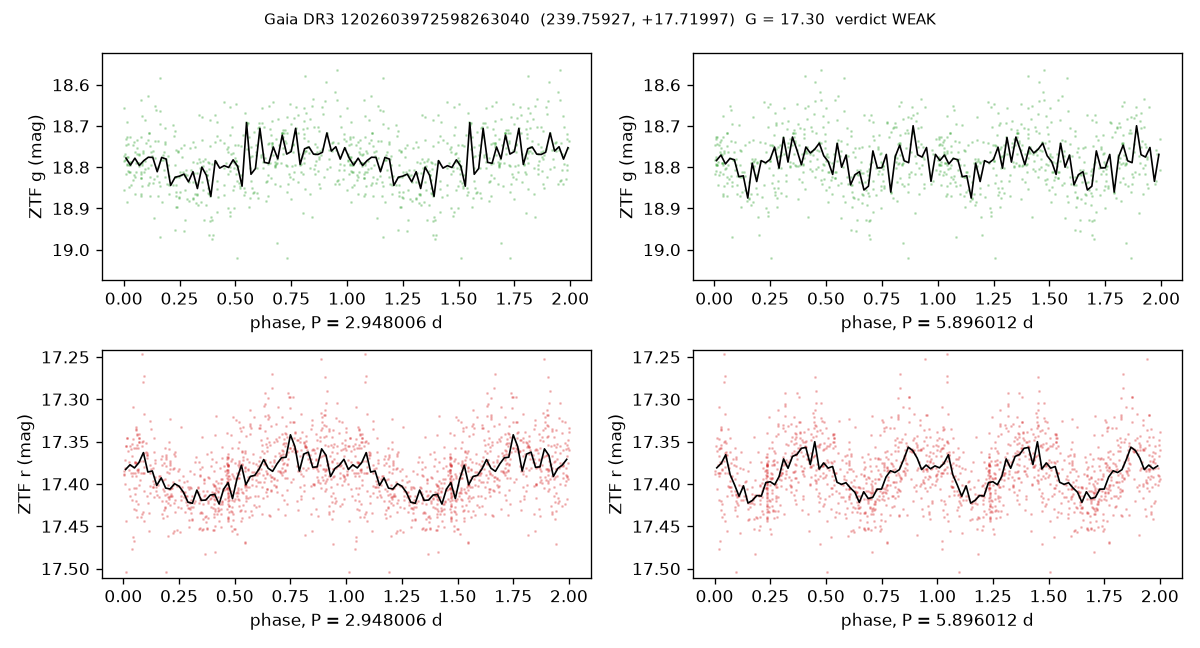 Gaia DR3 1202603972598263040  (239.75927, +17.71997)  G = 17.30  verdict WEAK
ZTF g (mag)
18.6
18.7
18.8
18.9
19.0
0.00 0.25 0.50 0.75 1.00 1.25 1.50 1.75 2.00
phase, P = 2.948006 d
ZTF g (mag)
18.6
18.7
18.8
18.9
19.0
0.00 0.25 0.50 0.75 1.00 1.25 1.50 1.75 2.00
phase, P = 5.896012 d
ZTF r (mag)
17.25
17.30
17.35
17.40
17.45
17.50
0.00 0.25 0.50 0.75 1.00 1.25 1.50 1.75 2.00
phase, P = 2.948006 d
ZTF r (mag)
17.25
17.30
17.35
17.40
17.45
17.50
0.00 0.25 0.50 0.75 1.00 1.25 1.50 1.75 2.00
phase, P = 5.896012 d